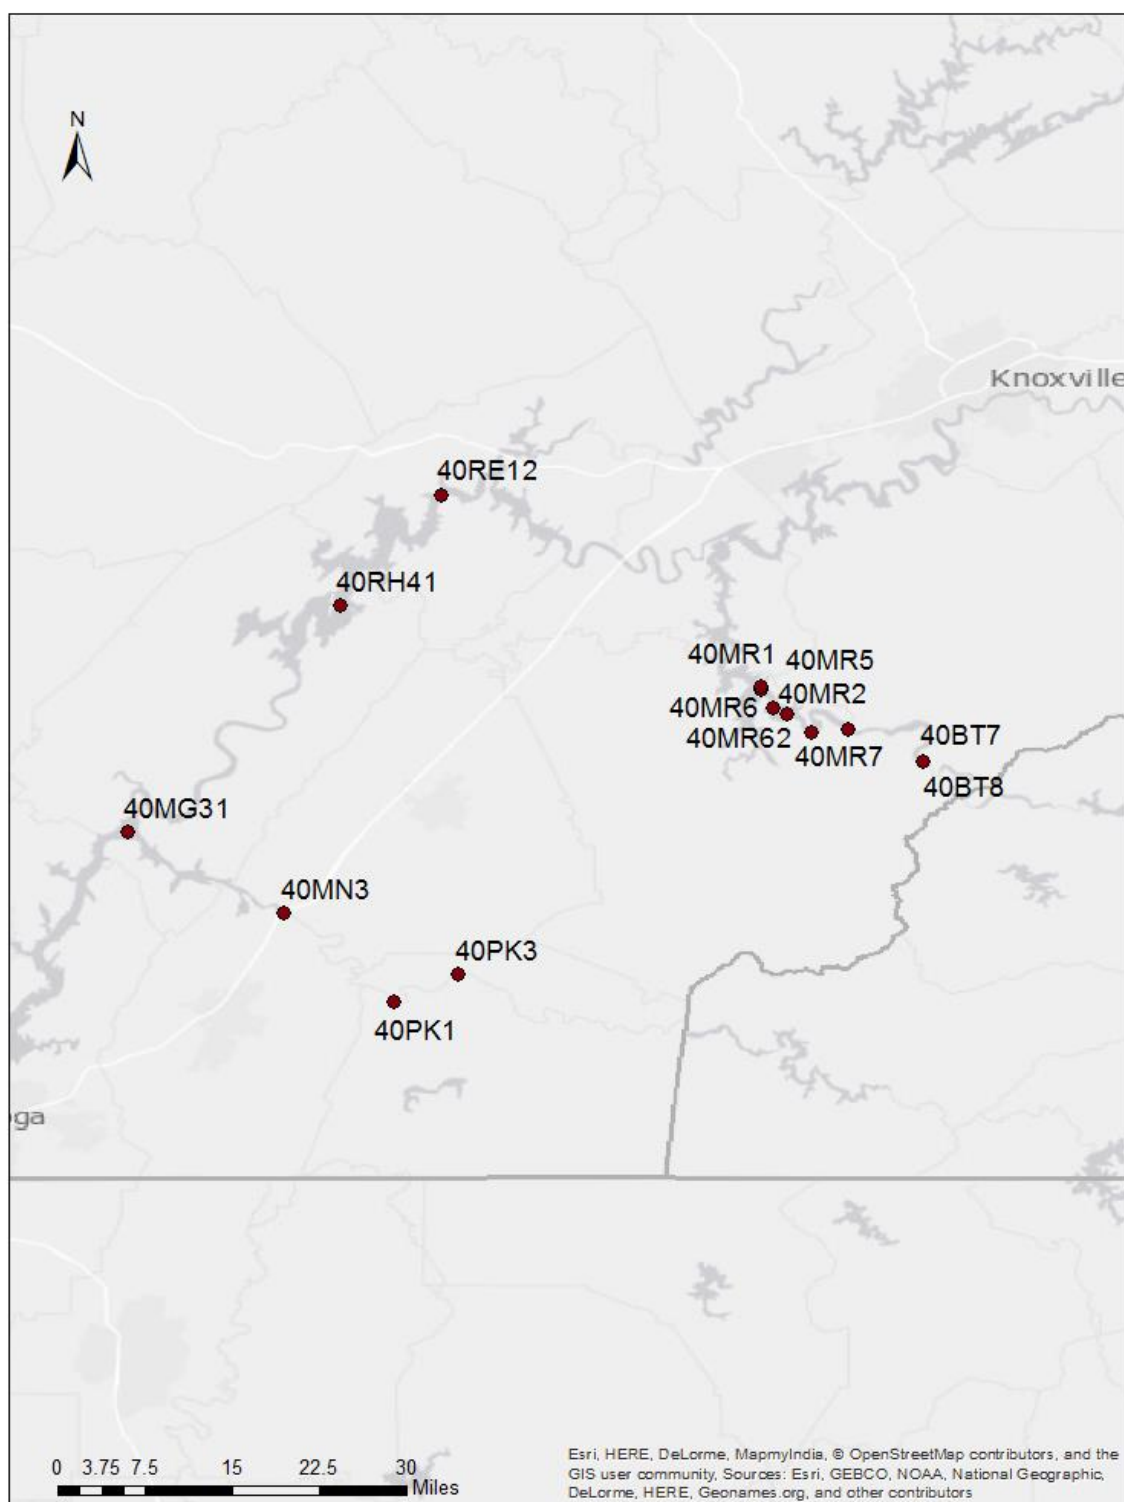 N
Knoxville
40RE12
40RH41
40MR1
40MR5
40MR6
40MR2
40MR62
40MR7
40BT7
40BT8
40MG31
40MN3
40PK3
40PK1
oga
0 3.75 7.5 15 22.5 30
Miles
Esri, HERE, DeLorme, MapmyIndia, © OpenStreetMap contributors, and the
GIS user community, Sources: Esri, GEBCO, NOAA, National Geographic,
DeLorme, HERE, Geonames.org, and other contributors